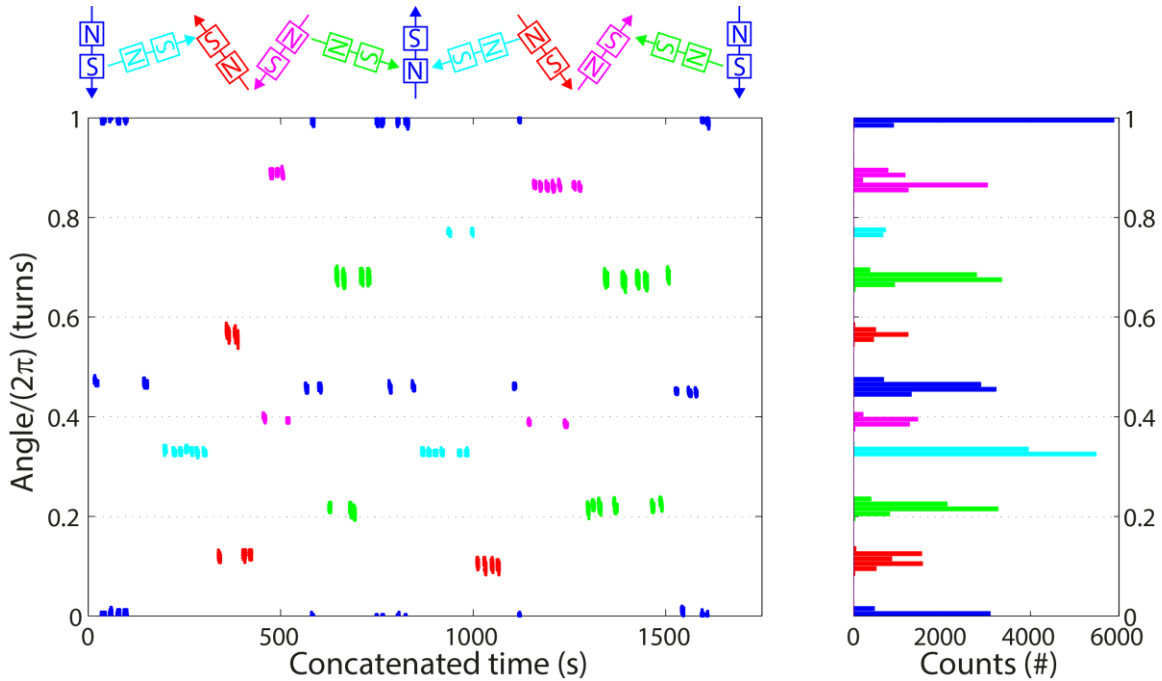 N S N S S N N S N S S N S N N S N S S N N S
1 0.8 0.6 0.4 0.2 0
Angle/(2π) (turns)
0 500 1000 1500
Concatenated time (s)
1 0.8 0.6 0.4 0.2 0
0 2000 4000 6000
Counts (#)